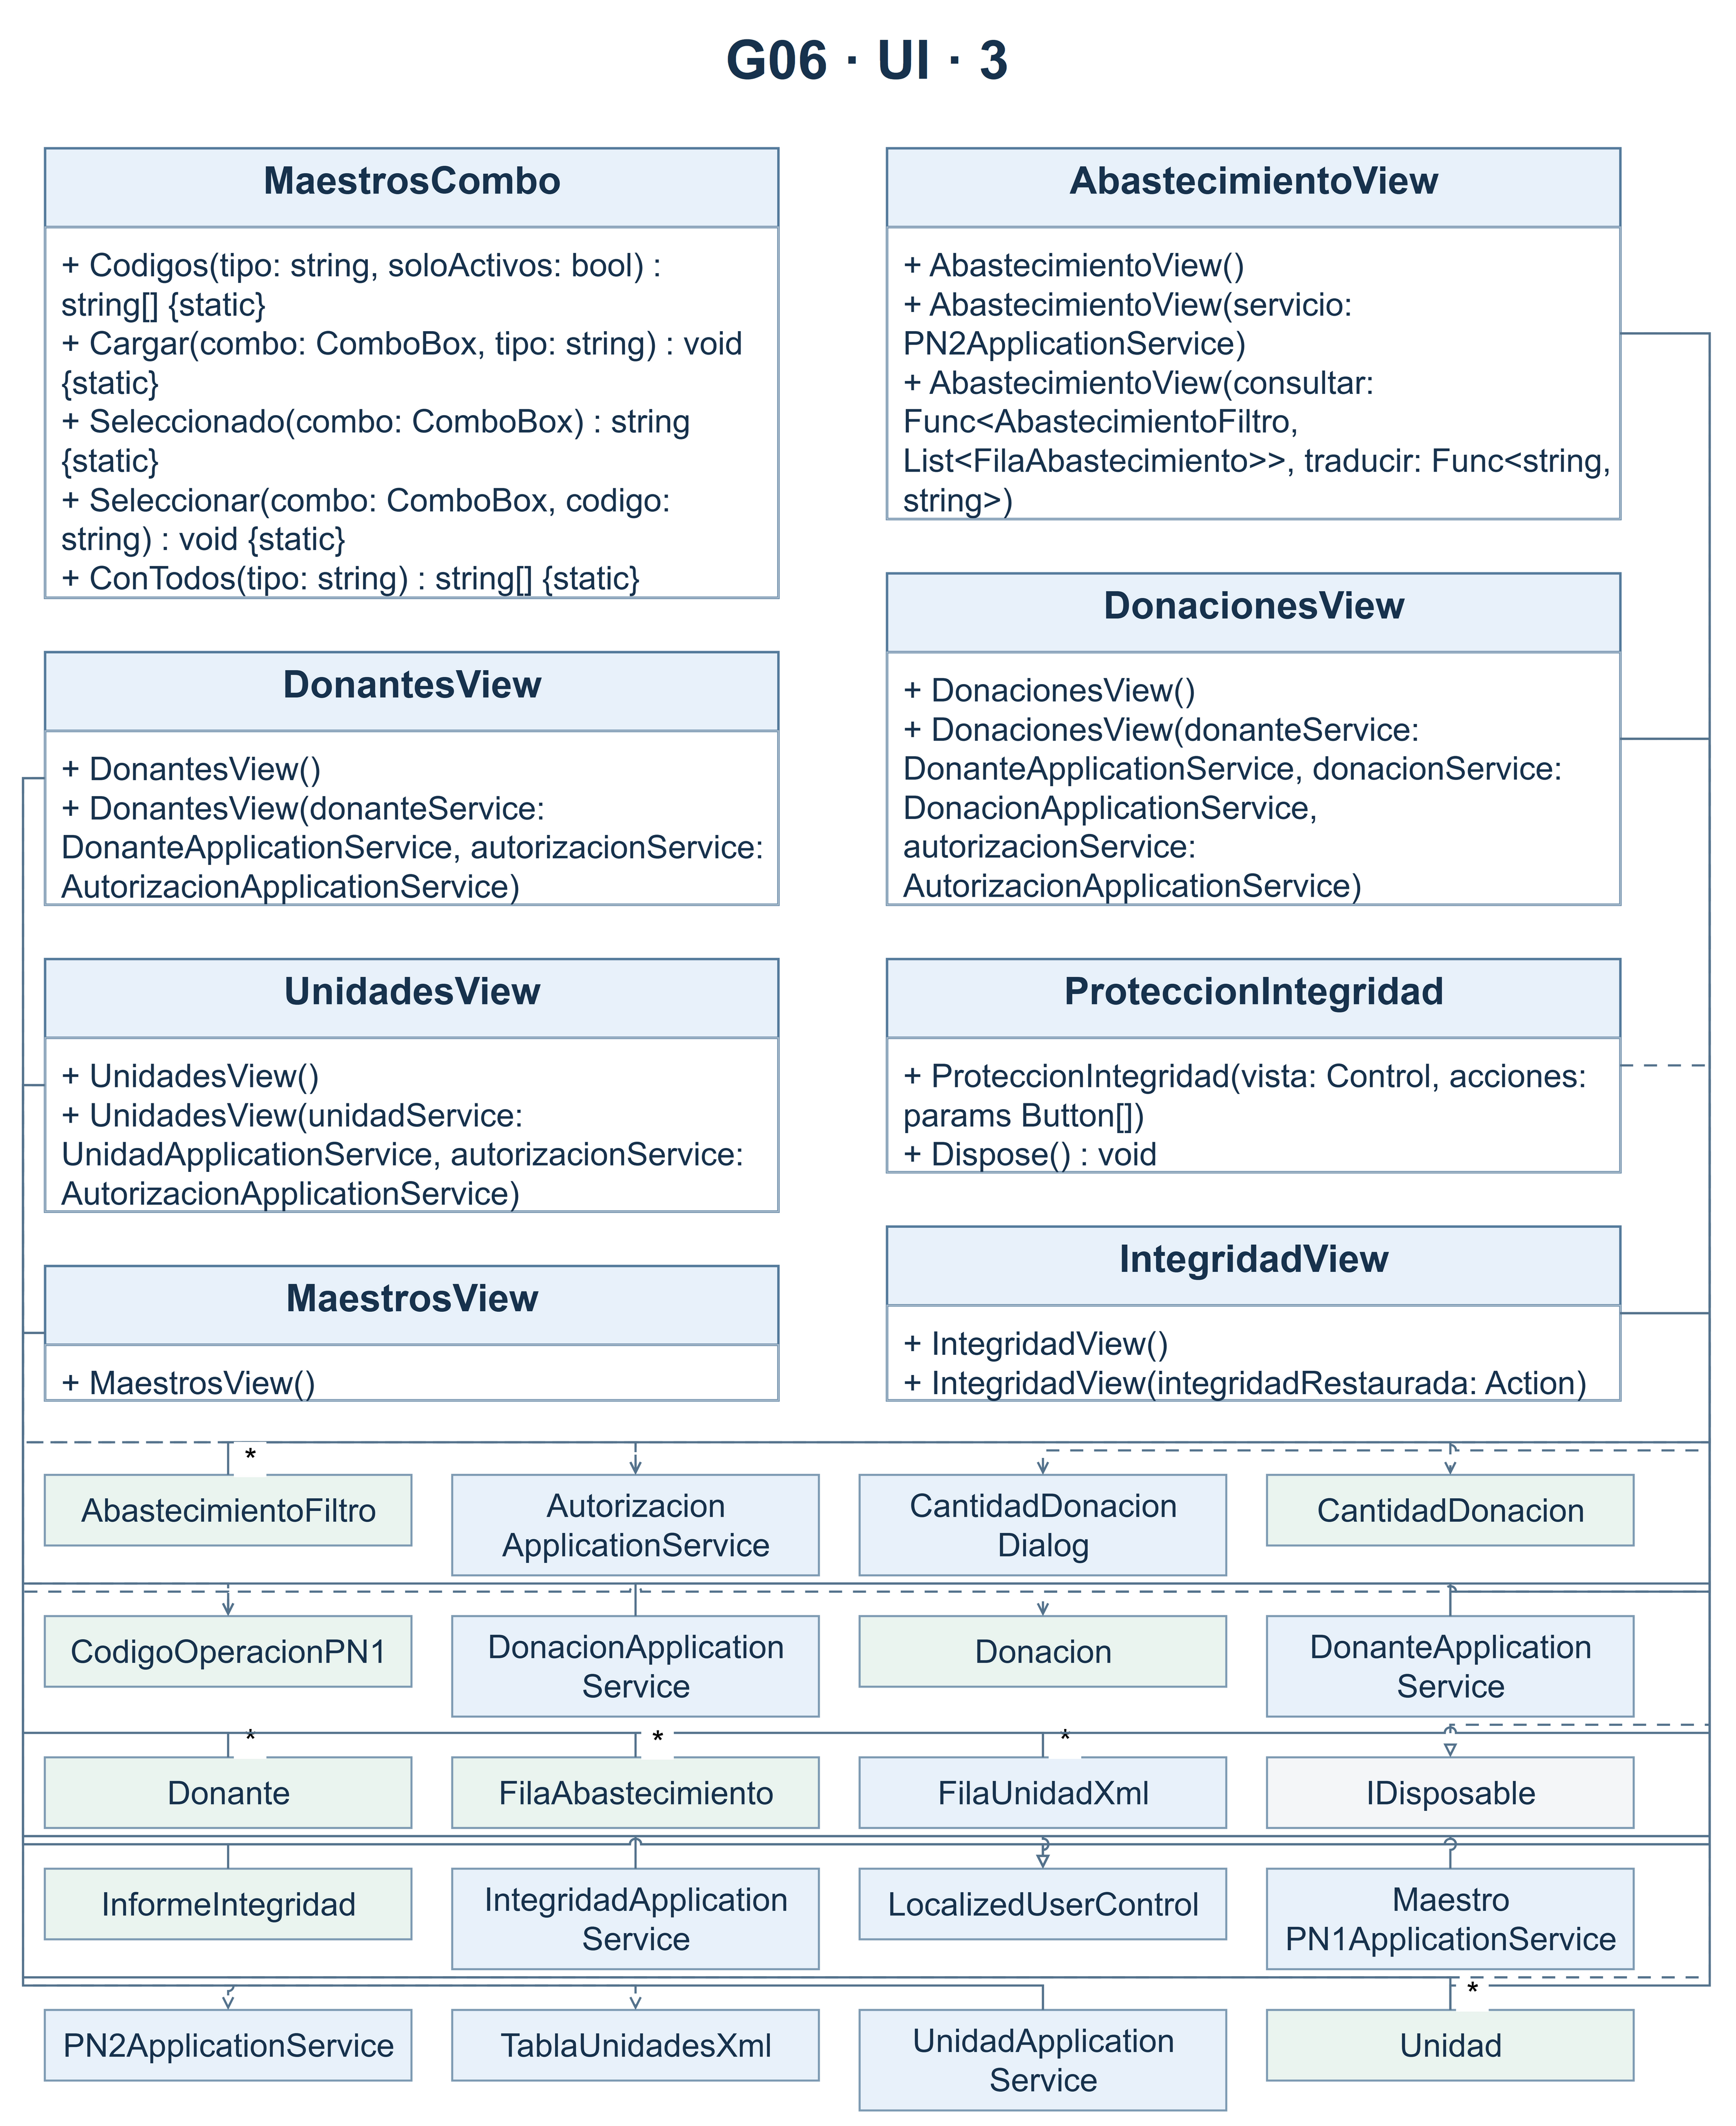 G06 · UI · 3
MaestrosCombo
+ Codigos(tipo: string, soloActivos: bool) :
string[] {static}
+ Cargar(combo: ComboBox, tipo: string) : void
{static}
+ Seleccionado(combo: ComboBox) : string
{static}
+ Seleccionar(combo: ComboBox, codigo:
string) : void {static}
+ ConTodos(tipo: string) : string[] {static}
AbastecimientoView
+ AbastecimientoView()
+ AbastecimientoView(servicio:
PN2ApplicationService)
+ AbastecimientoView(consultar:
Func<AbastecimientoFiltro,
List<FilaAbastecimiento>>, traducir: Func<string,
string>)
DonantesView
+ DonantesView()
+ DonantesView(donanteService:
DonanteApplicationService, autorizacionService:
AutorizacionApplicationService)
DonacionesView
+ DonacionesView()
+ DonacionesView(donanteService:
DonanteApplicationService, donacionService:
DonacionApplicationService,
autorizacionService:
AutorizacionApplicationService)
UnidadesView
+ UnidadesView()
+ UnidadesView(unidadService:
UnidadApplicationService, autorizacionService:
AutorizacionApplicationService)
ProteccionIntegridad
+ ProteccionIntegridad(vista: Control, acciones:
params Button[])
+ Dispose() : void
MaestrosView
+ MaestrosView()
IntegridadView
+ IntegridadView()
+ IntegridadView(integridadRestaurada: Action)
*
AbastecimientoFiltro
Autorizacion
ApplicationService
CantidadDonacion
Dialog
CantidadDonacion
CodigoOperacionPN1
DonacionApplication
Service
Donacion
DonanteApplication
Service
*
*
*
Donante
FilaAbastecimiento
FilaUnidadXml
IDisposable
InformeIntegridad
IntegridadApplication
Service
LocalizedUserControl
Maestro
PN1ApplicationService
*
PN2ApplicationService
TablaUnidadesXml
UnidadApplication
Service
Unidad